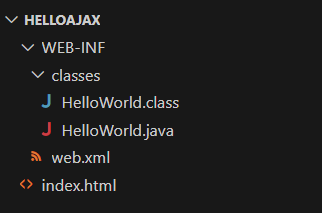 HELLOAJAX
WEB-INF
classes
J HelloWorld.class
J HelloWorld.java
web.xml
<> index.html